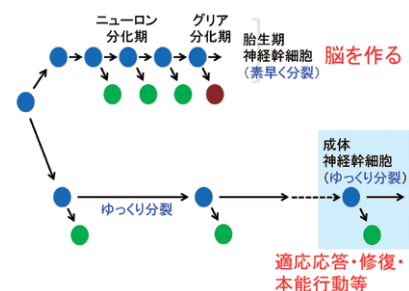 ニューロン
分化期
グリア
分化期
胎生期
神経幹細胞
(素早く分裂)
脳を作る
成体
神経幹細胞
(ゆっくり分裂)
ゆっくり分裂
適応応答・修復・
本能行動等